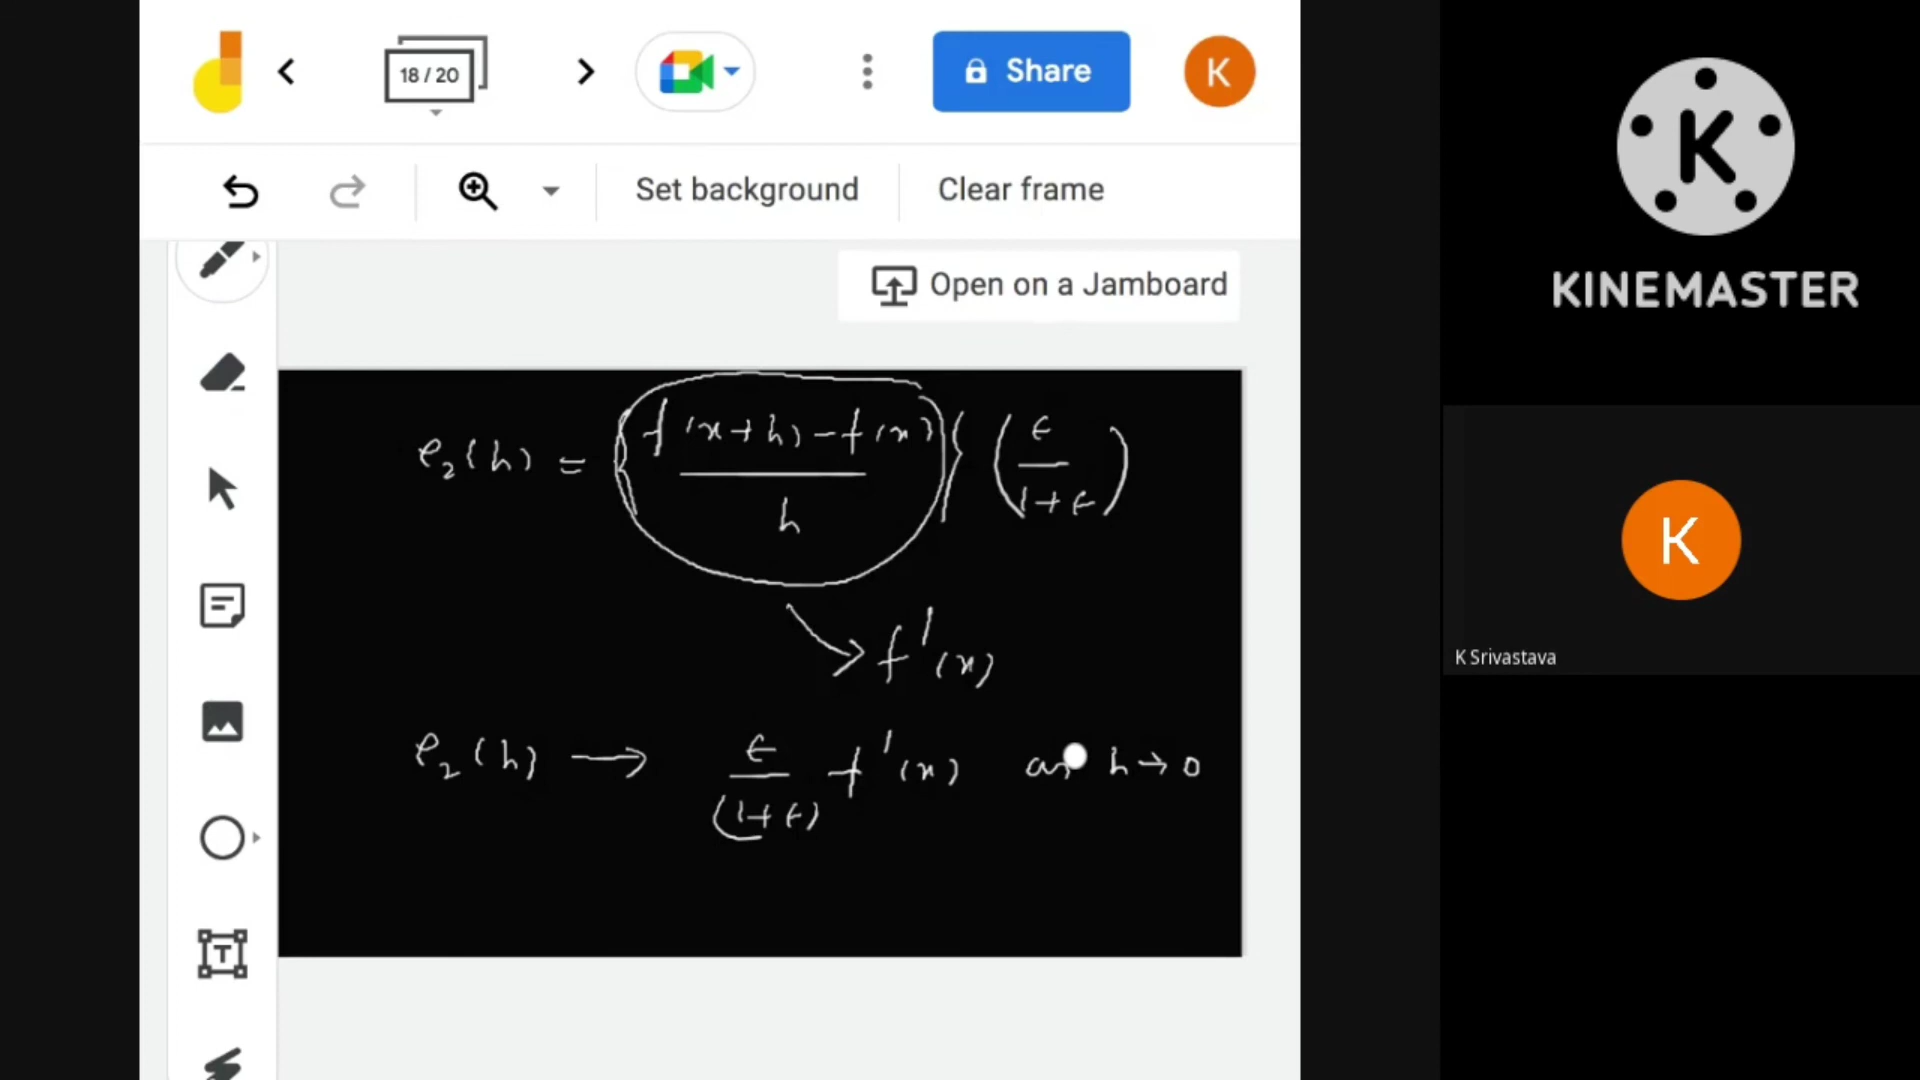 18 / 20
Share
K
Set background
Clear frame
Open on a Jamboard
e₂(h) = { f(x+h) - f(x) / h } ( ϵ / 1+ϵ )
→ f'(x)
e₂(h) → ϵ / (1+ϵ) f'(x) as h → 0
T
K
KINEMASTER
K
K Srivastava